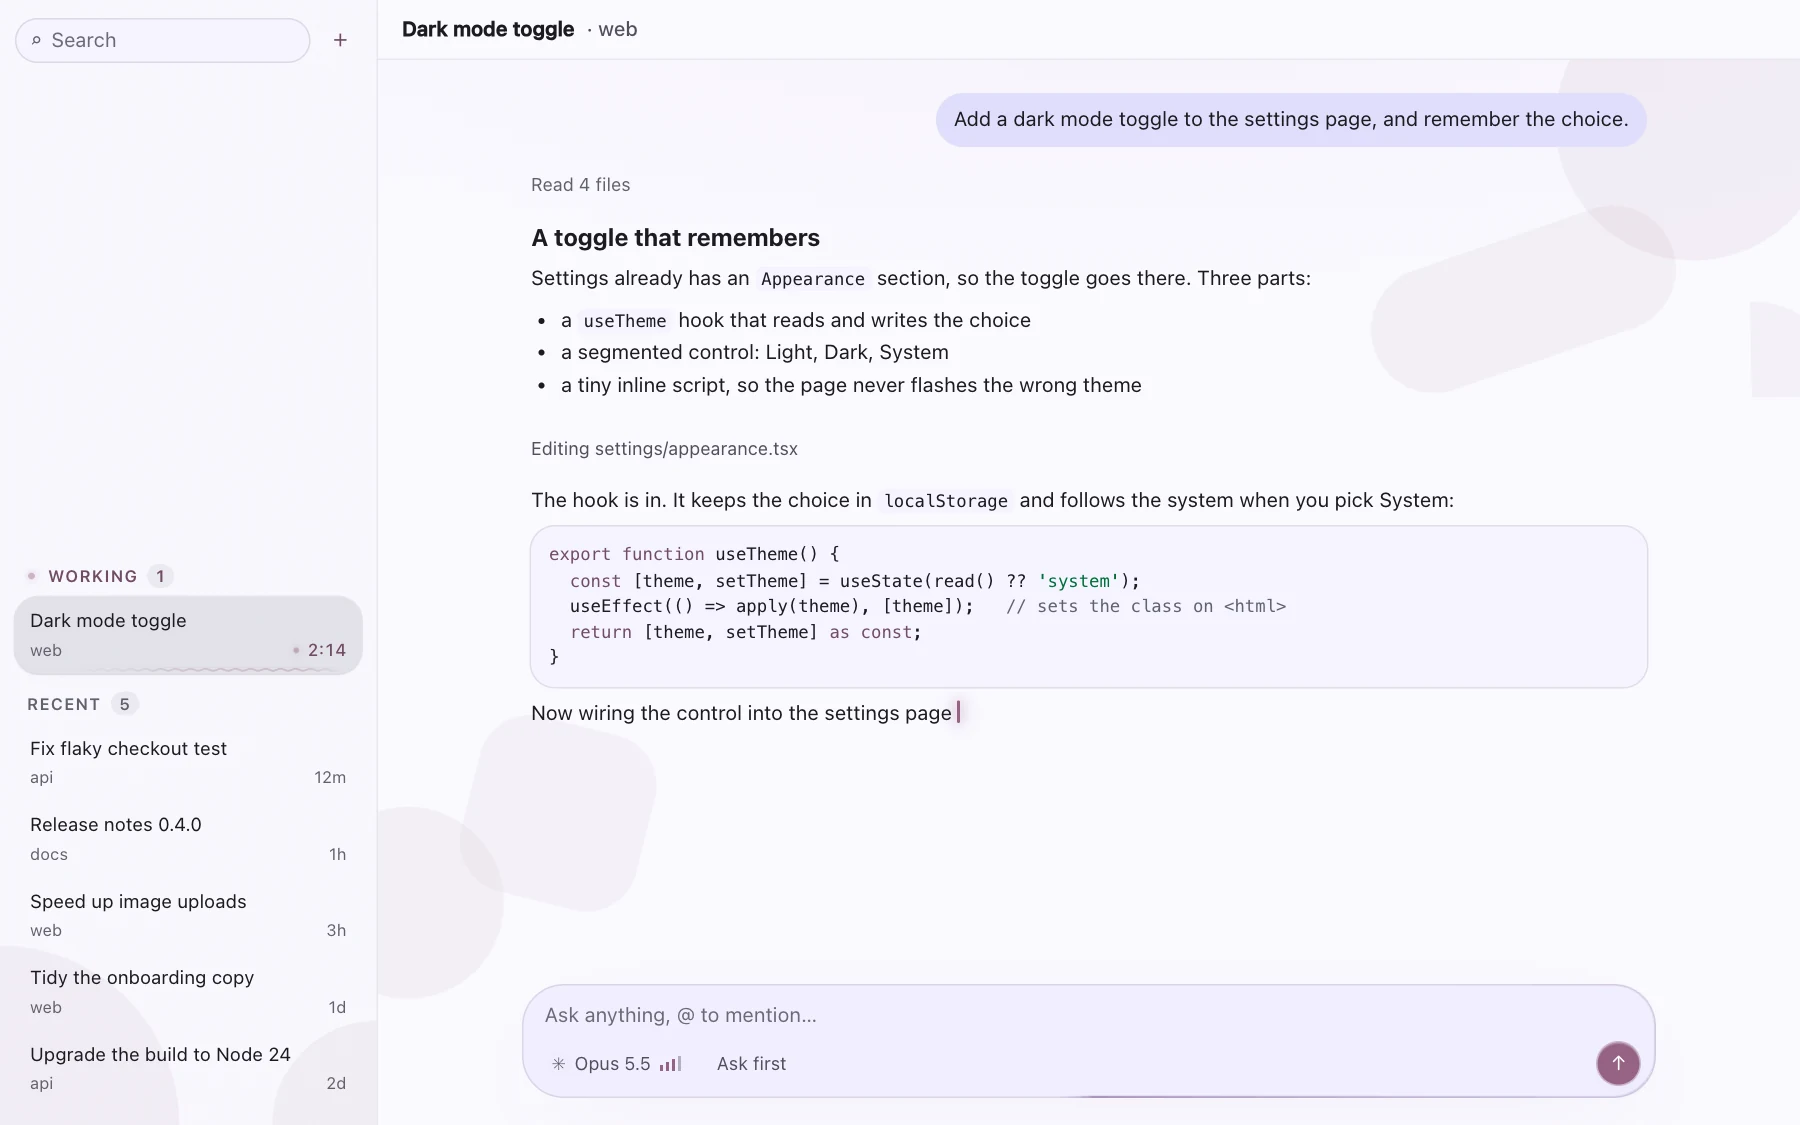 Search
+
WORKING 1
Dark mode toggle
web 2:14
RECENT 5
Fix flaky checkout test
api 12m
Release notes 0.4.0
docs 1h
Speed up image uploads
web 3h
Tidy the onboarding copy
web 1d
Upgrade the build to Node 24
api 2d
Dark mode toggle · web
Add a dark mode toggle to the settings page, and remember the choice.
Read 4 files
A toggle that remembers
Settings already has an Appearance section, so the toggle goes there. Three parts:
• a useTheme hook that reads and writes the choice
• a segmented control: Light, Dark, System
• a tiny inline script, so the page never flashes the wrong theme
Editing settings/appearance.tsx
The hook is in. It keeps the choice in localStorage and follows the system when you pick System:
export function useTheme() {
  const [theme, setTheme] = useState(read() ?? 'system');
  useEffect(() => apply(theme), [theme]);   // sets the class on <html>
  return [theme, setTheme] as const;
}
Now wiring the control into the settings page
Ask anything, @ to mention...
Opus 5.5 Ask first